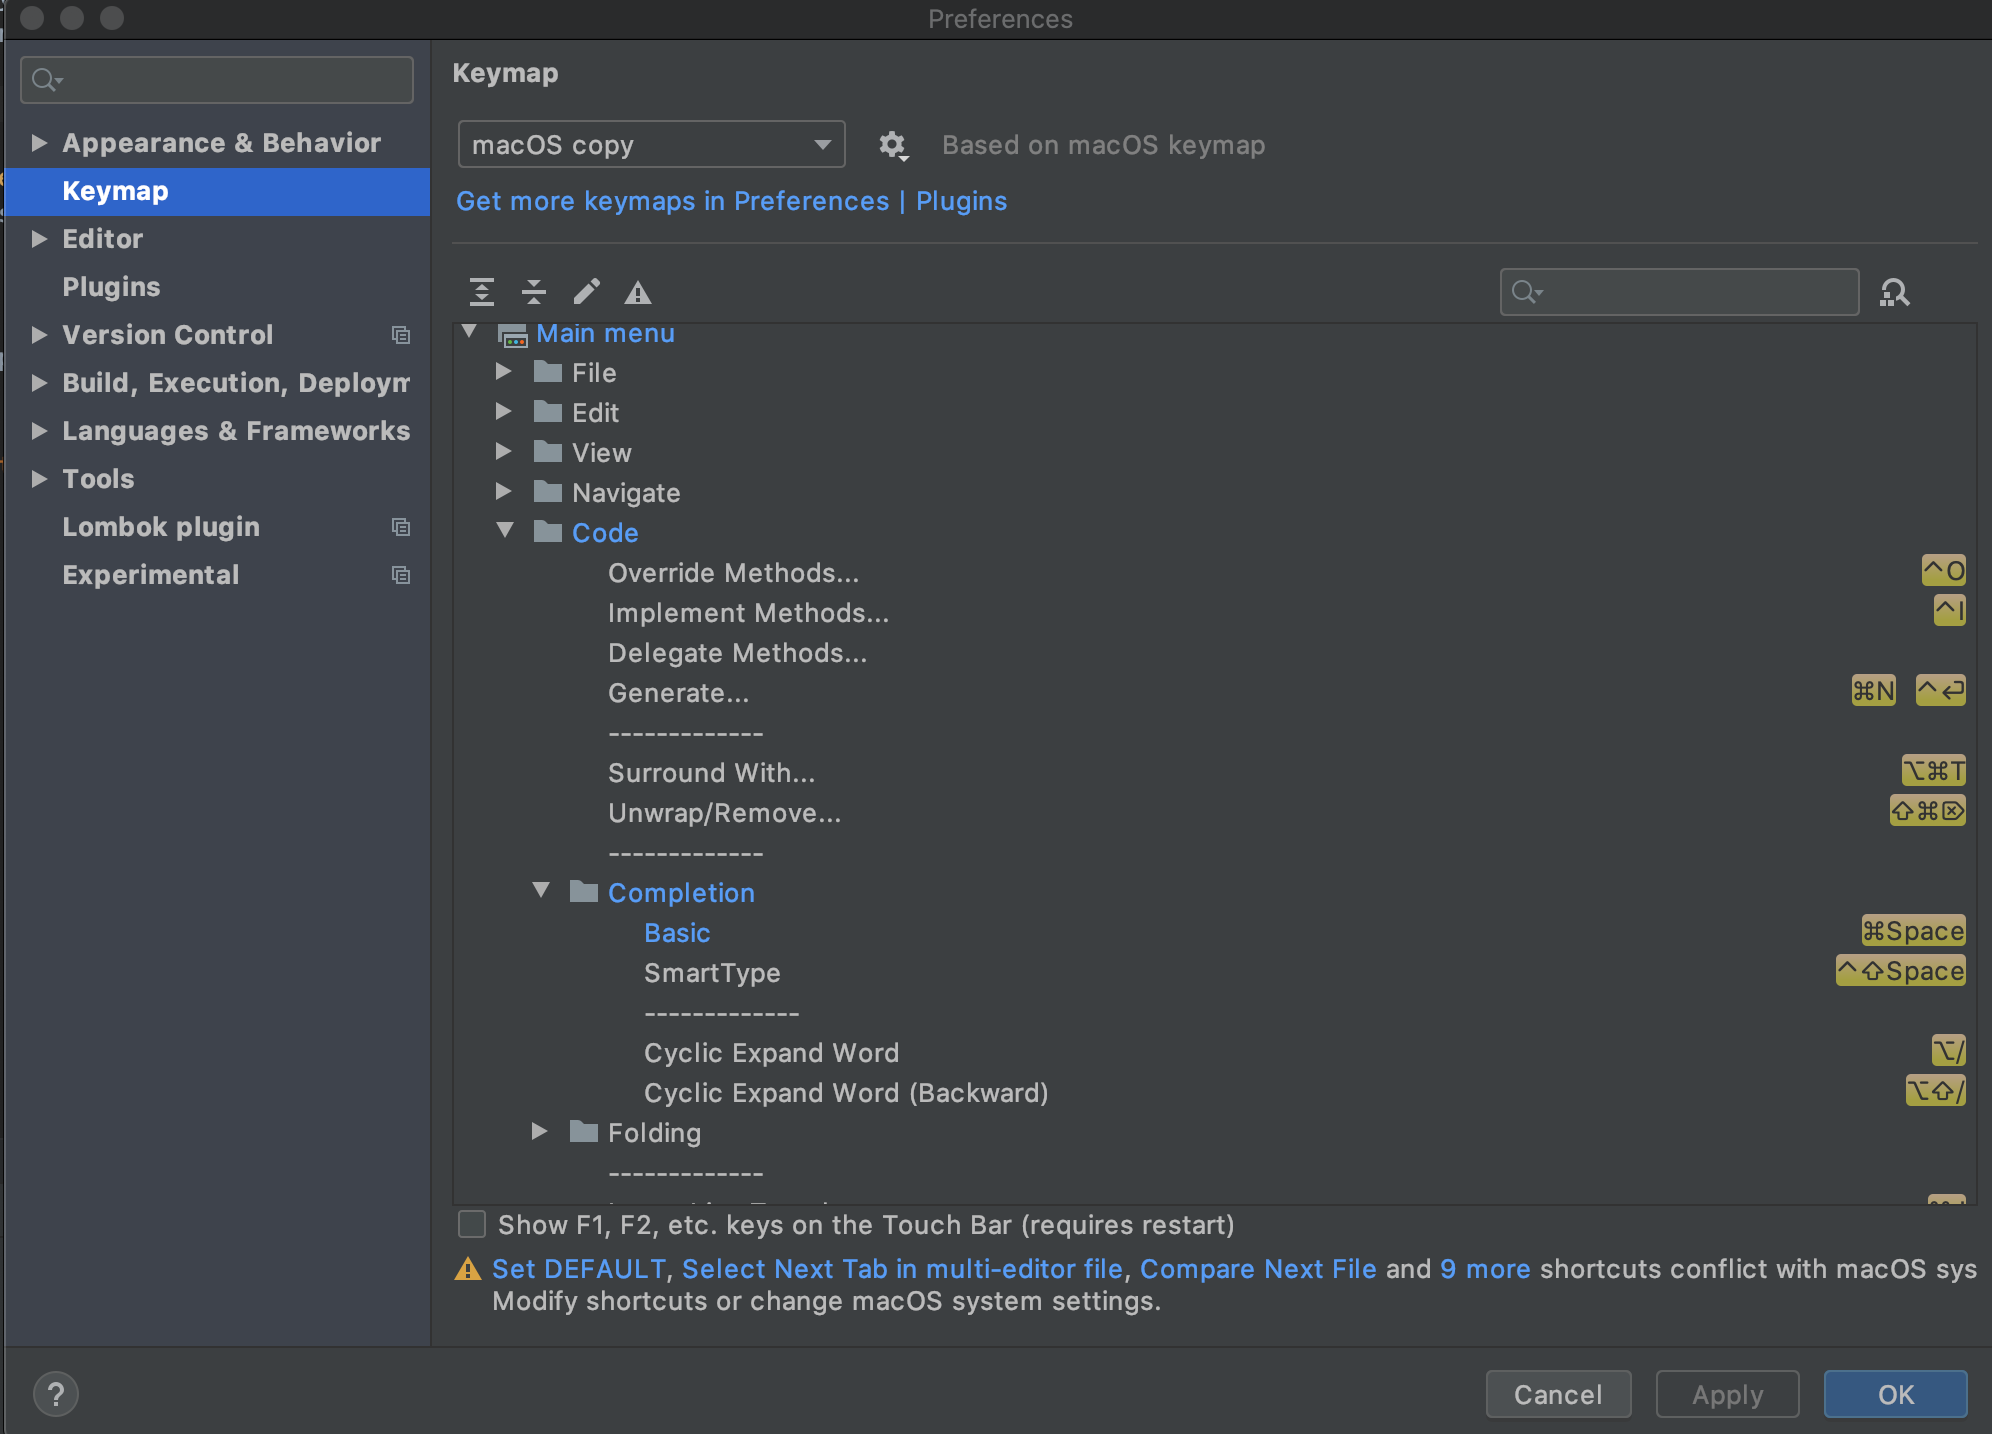 Preferences
Keymap
Appearance & Behavior
Keymap
Editor
Plugins
Version Control
Build, Execution, Deploym
Languages & Frameworks
Tools
Lombok plugin
Experimental
macOS copy
Based on macOS keymap
Get more keymaps in Preferences | Plugins
Main menu
File
Edit
View
Navigate
Code
Override Methods... ^O
Implement Methods... ^I
Delegate Methods...
Generate... ⌘N ^↩
-------------
Surround With... ⌥⌘T
Unwrap/Remove... ⇧⌘⌦
-------------
Completion
Basic ⌘Space
SmartType ^⇧Space
-------------
Cyclic Expand Word ⌥/
Cyclic Expand Word (Backward) ⌥⇧/
Folding
-------------
Show F1, F2, etc. keys on the Touch Bar (requires restart)
Set DEFAULT, Select Next Tab in multi-editor file, Compare Next File and 9 more shortcuts conflict with macOS sys
Modify shortcuts or change macOS system settings.
?
Cancel
Apply
OK